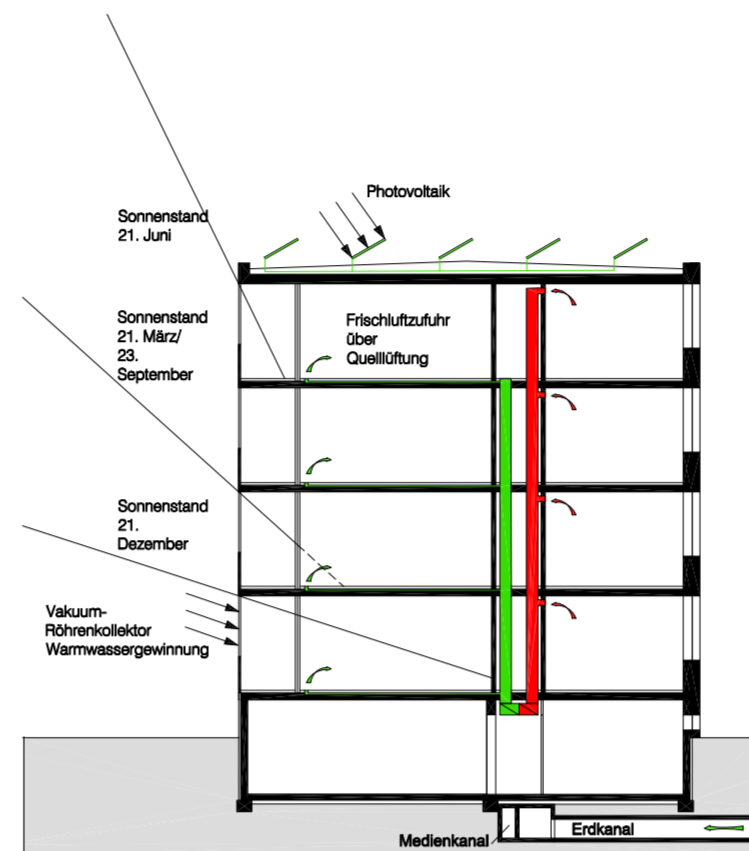 Photovoltaik
Sonnenstand
21. Juni
Sonnenstand
21. März/
23.
September
Frischluftzufuhr
über
Quelllüftung
Sonnenstand
21.
Dezember
Vakuum-
Röhrenkollektor
Warmwassergewinnung
Medienkanal
Erdkanal